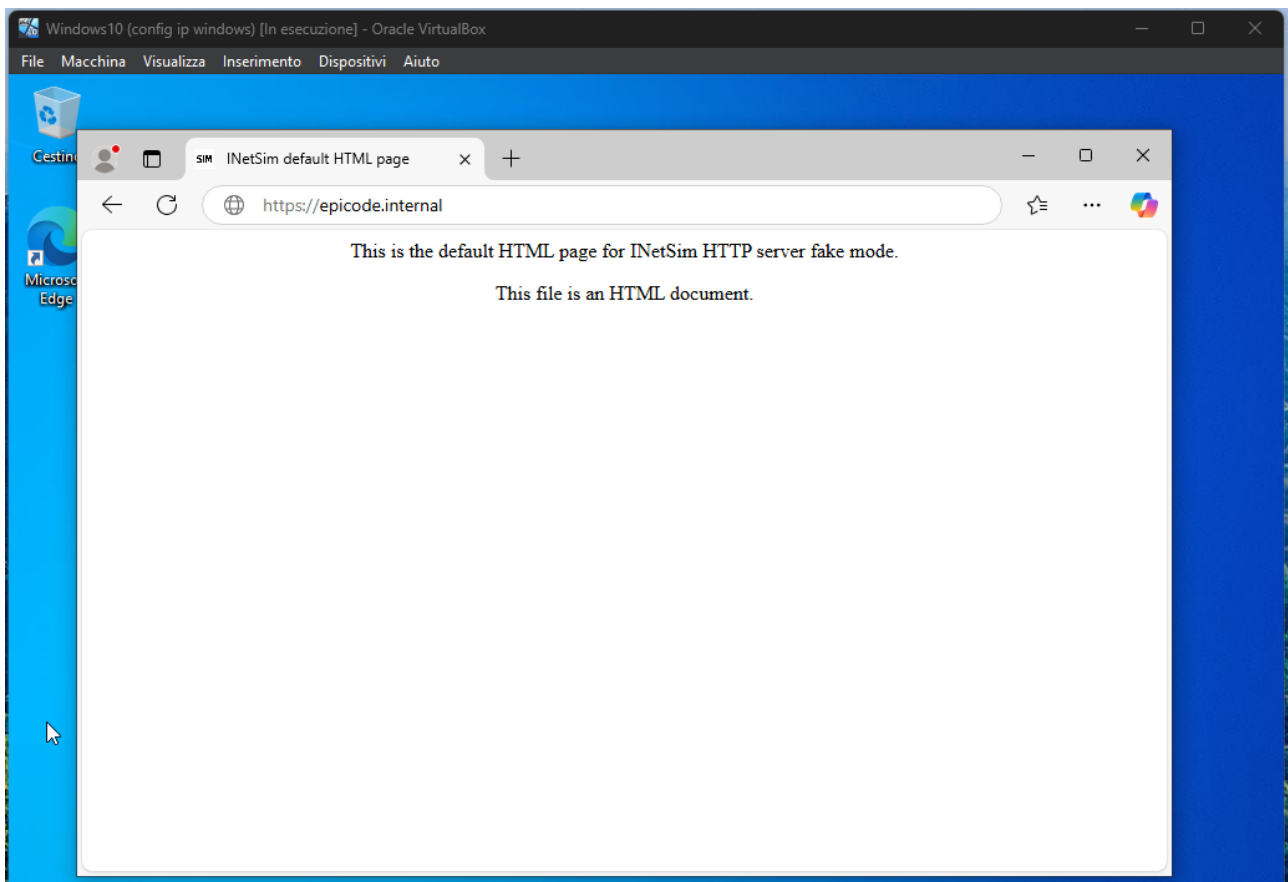 Windows10 (config ip windows) [In esecuzione] - Oracle VirtualBox
File Macchina Visualizza Inserimento Dispositivi Aiuto
Cestino
SIM INetSim default HTML page
https://epicode.internal
This is the default HTML page for INetSim HTTP server fake mode.
This file is an HTML document.
Microso
Edge